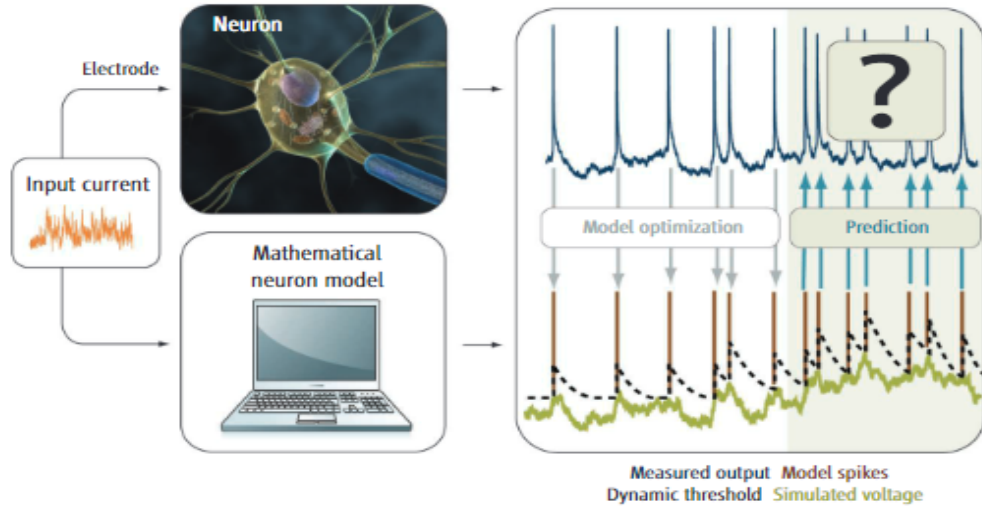 Neuron
Electrode
Input current
Mathematical
neuron model
?
Model optimization
Prediction
Measured output Model spikes
Dynamic threshold Simulated voltage